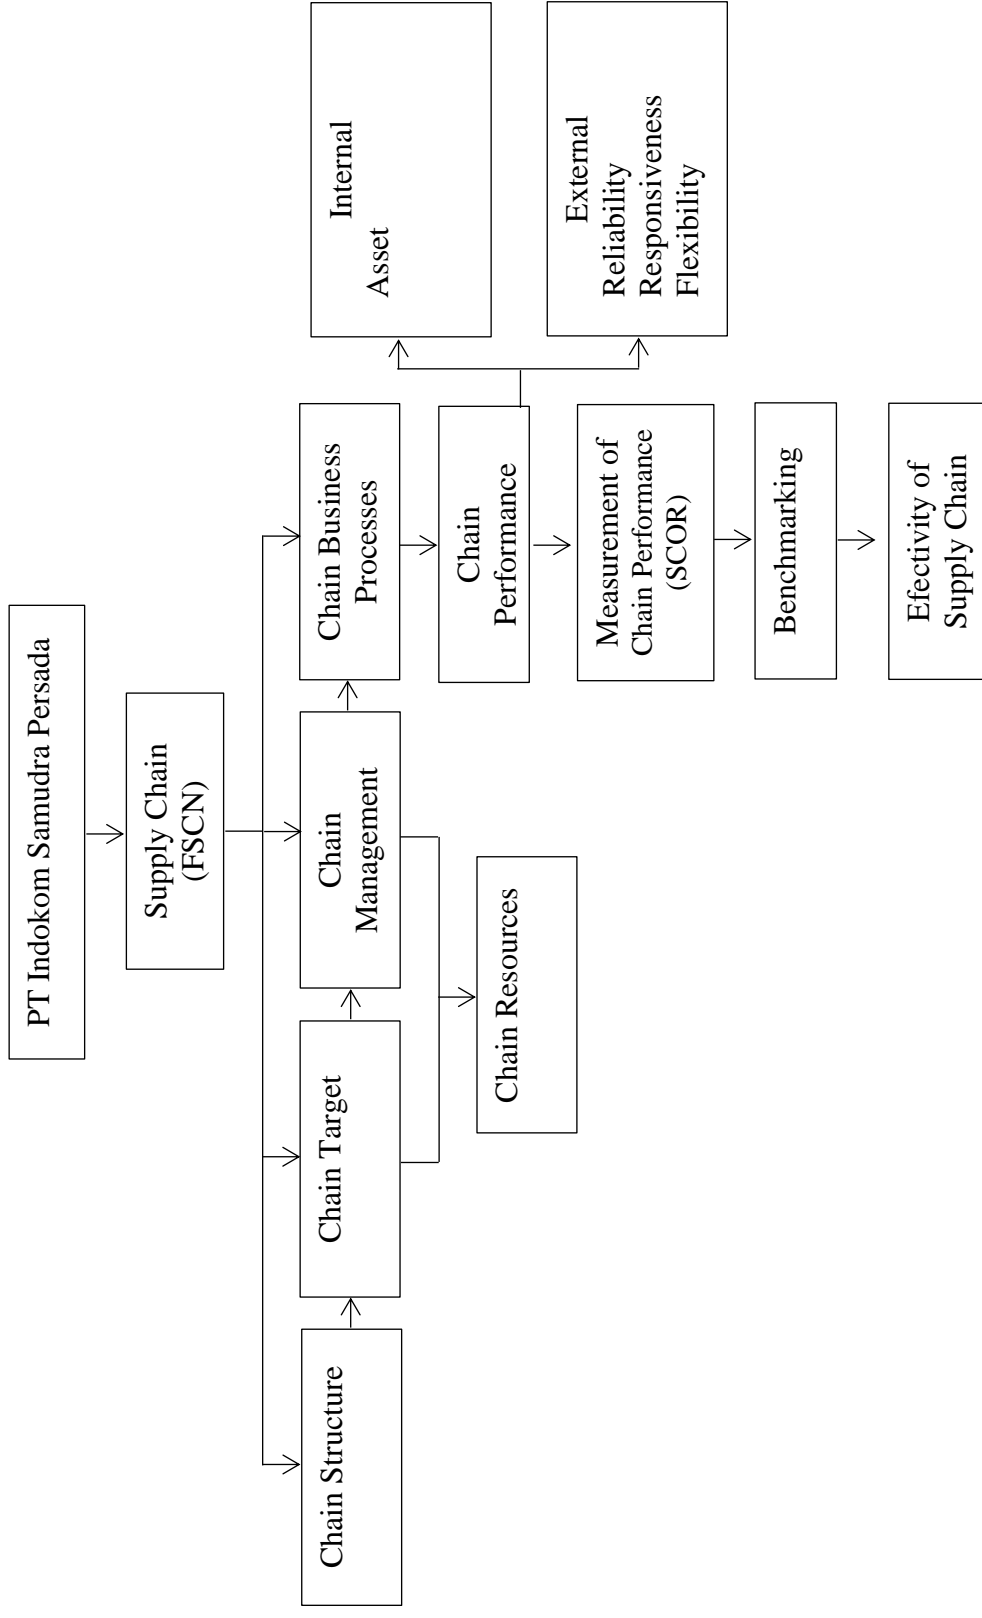 PT Indokom Samudra Persada
Supply Chain
(FSCN)
Chain Structure
Chain Target
Chain
Management
Chain Business
Processes
Chain Resources
Chain
Performance
Internal
Asset
External
Reliability
Responsiveness
Flexibility
Measurement of
Chain Performance
(SCOR)
Benchmarking
Efectivity of
Supply Chain